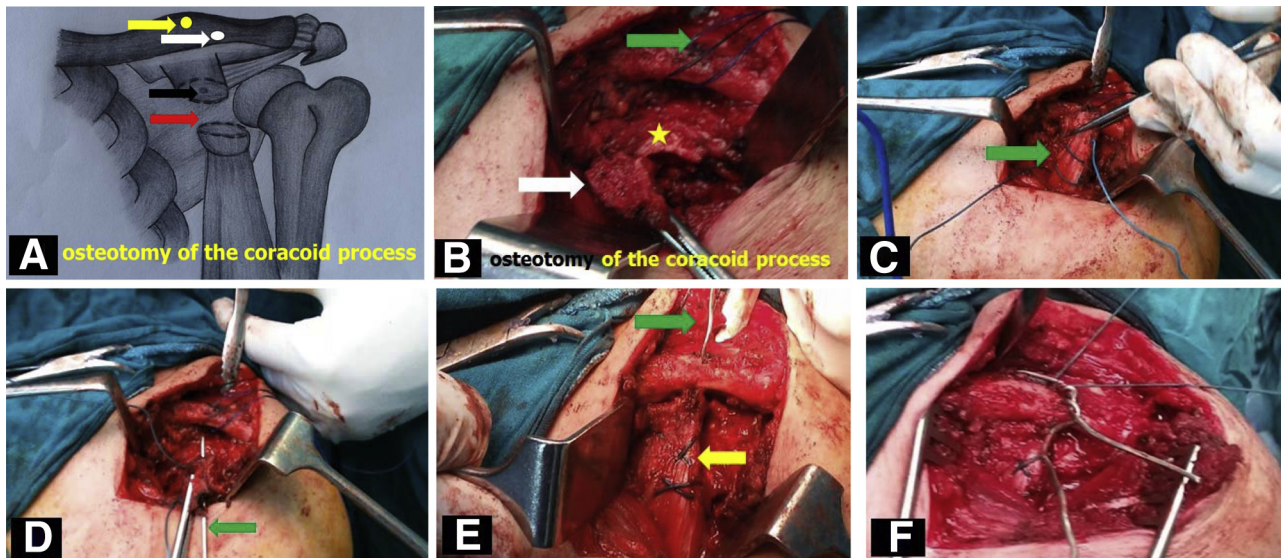 A osteotomy of the coracoid process
B osteotomy of the coracoid process
C
D
E
F